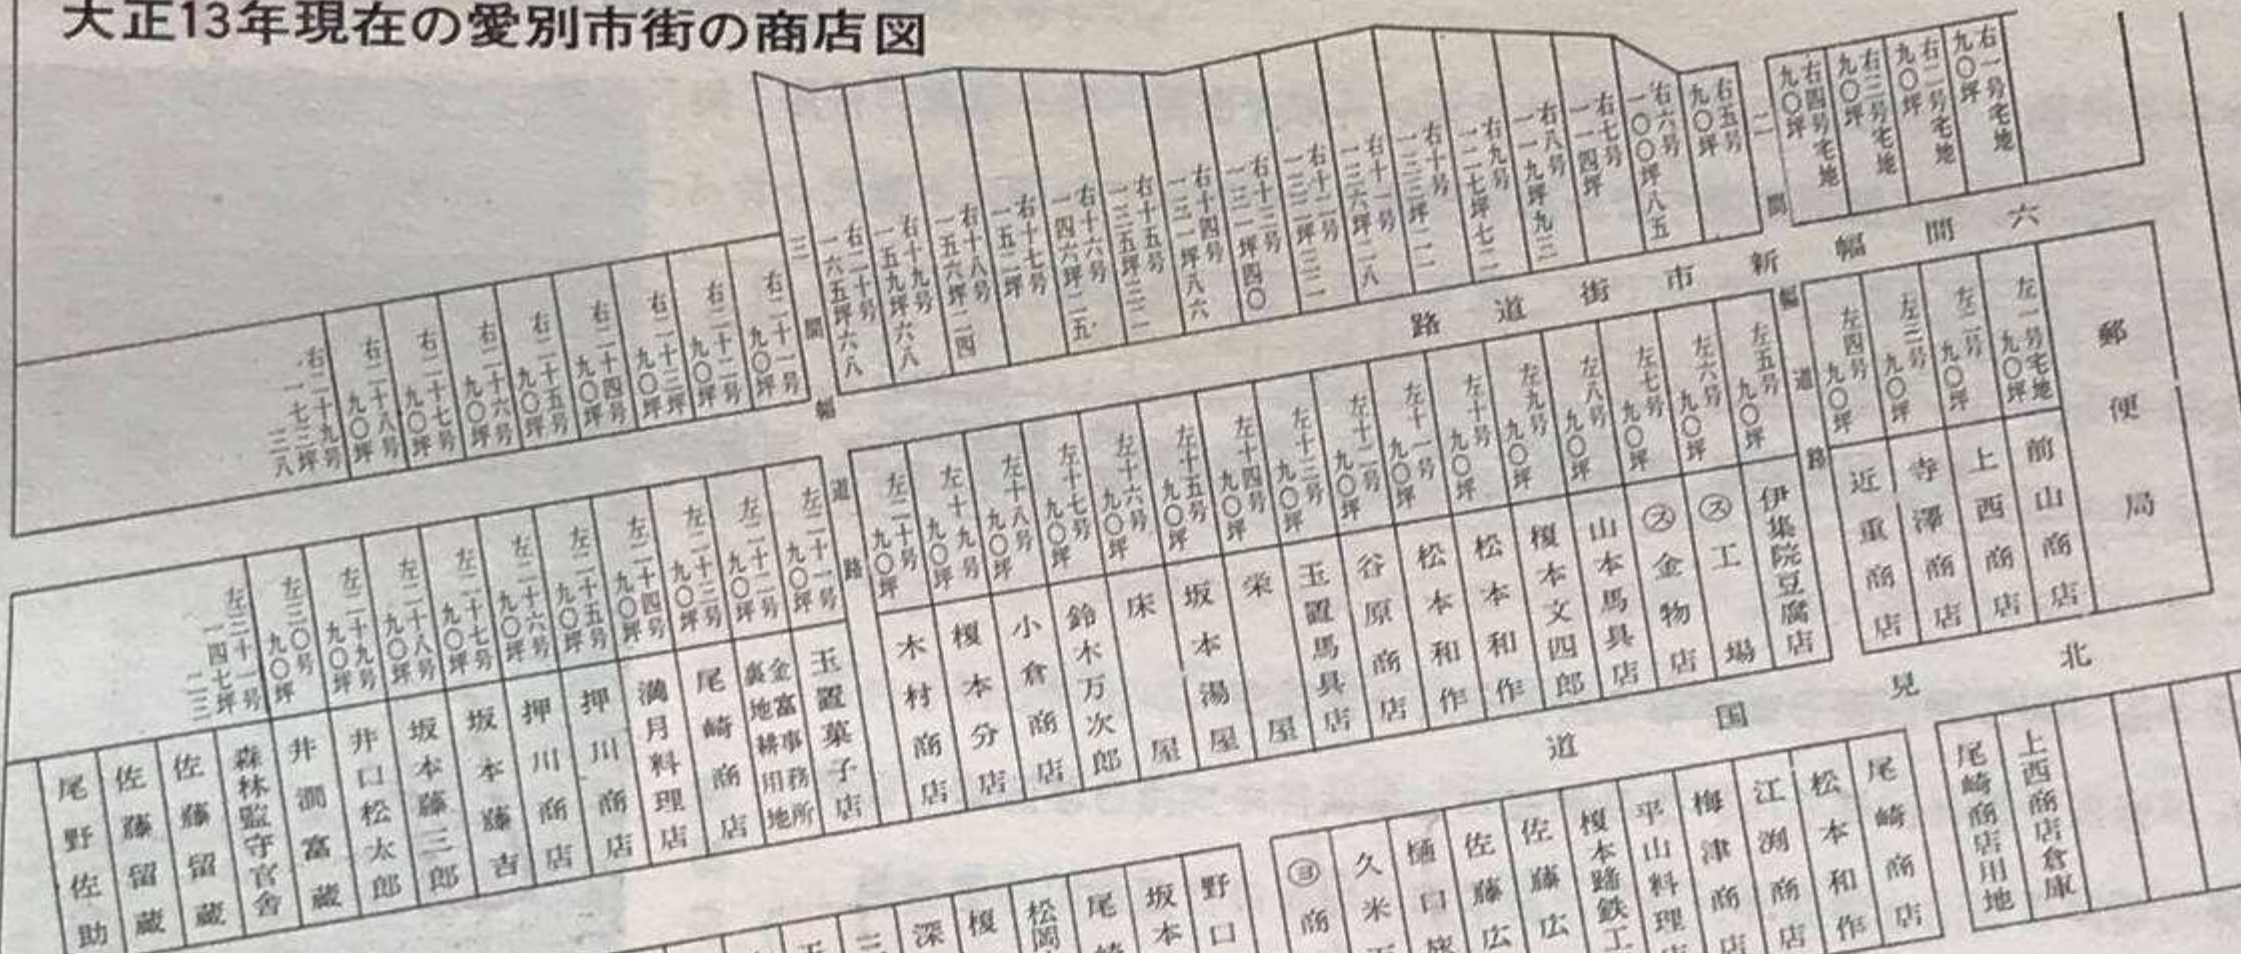 大正13年現在の愛別市街の商店図
右一号宅地
九〇坪
右二号宅地
九〇坪
右三号宅地
九〇坪
右四号宅地
九〇坪
二間幅道路
右五号
九〇坪
右六号
一〇〇坪八五
右七号
一一四坪
右八号
一一九坪九三
右九号
一二七坪七二
右十号
一三三坪二二
右十一号
一三六坪二八
右十二号
右十三号
一三一坪四〇
右十四号
一三一坪八六
右十五号
右十六号
一四六坪二五
右十七号
一五二坪
右十八号
一五六坪二四
右十九号
一五九坪六八
右二十号
一六五坪六八
三間幅道路
右二十一号
九〇坪
右二十二号
九〇坪
右二十三坪
九〇坪
右二十四号
九〇坪
右二十五号
九〇坪
右二十六号
九〇坪
右二十七号
九〇坪
右二十八号
九〇坪
右二十九号
一七三坪
三八
六間幅新市街道路
郵便局
左一号宅地
九〇坪
前山商店
左二号
九〇坪
上西商店
左三号
九〇坪
寺澤商店
左四号
九〇坪
近重商店
左五号
九〇坪
伊集院豆腐店
左六号
九〇坪
㋜工場
左七号
九〇坪
㋜金物店
左八号
九〇坪
山本馬具店
左九号
九〇坪
榎本文四郎
左十号
九〇坪
松本和作
左十一号
九〇坪
松本和作
左十二号
九〇坪
谷原商店
左十三号
九〇坪
玉置馬具店
左十四号
九〇坪
栄屋
左十五号
九〇坪
坂本湯屋
左十六号
九〇坪
床屋
左十七号
九〇坪
鈴木万次郎
左十八号
九〇坪
小倉商店
左十九号
九〇坪
榎本分店
左二十号
九〇坪
木村商店
左二十一号
九〇坪
玉置菓子店
左二十二号
九〇坪
金富事務所
裏地耕用地
左二十三号
九〇坪
尾崎商店
左二十四号
九〇坪
満月料理店
左二十五号
九〇坪
押川商店
左二十六号
九〇坪
押川商店
左二十七号
九〇坪
坂本藤吉
左二十八号
九〇坪
坂本藤三郎
左二十九号
九〇坪
井口松太郎
左三〇号
九〇坪
井澗富蔵
左三十一号
一四七坪
二三
森林監守官舎
佐藤留蔵
佐藤留蔵
尾野佐助
北見国道
上西商店倉庫
尾崎商店用地
尾崎商店
松本和作
江渕商店
梅津商店
平山料理店
榎本蹄鉄工
佐藤広
佐藤広
樋口旅
久米
㋵商
野口
坂本
尾崎
松岡
榎
深
三
玉